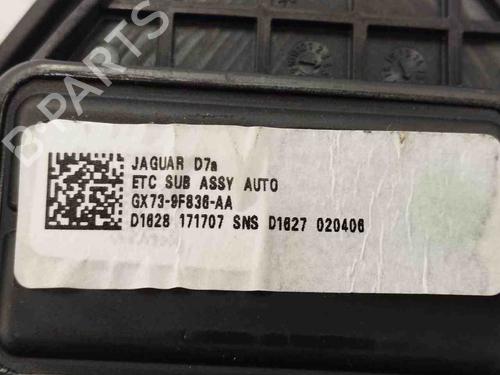 JAGUAR D7a
ETC SUB ASSY AUTO
GX73-9F836-AA
D1628 171707 SNS D1627 020406
B-PARTS